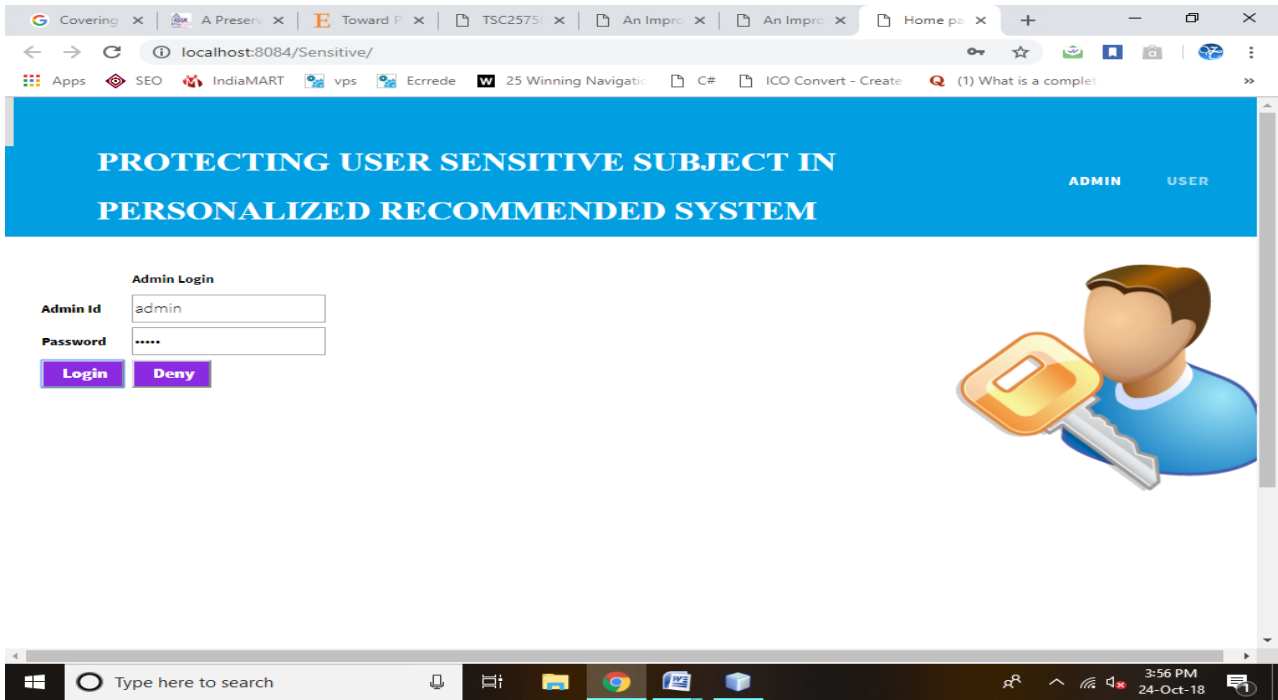 Covering
A Preserv
Toward P
TSC2575
An Impro
An Impro
Home pa
localhost:8084/Sensitive/
Apps
SEO
IndiaMART
vps
Ecrrede
25 Winning Navigatic
C#
ICO Convert - Create
(1) What is a complet
PROTECTING USER SENSITIVE SUBJECT IN
PERSONALIZED RECOMMENDED SYSTEM
ADMIN USER
Admin Login
Admin Id admin
Password •••••
Login Deny
Type here to search
3:56 PM
24-Oct-18